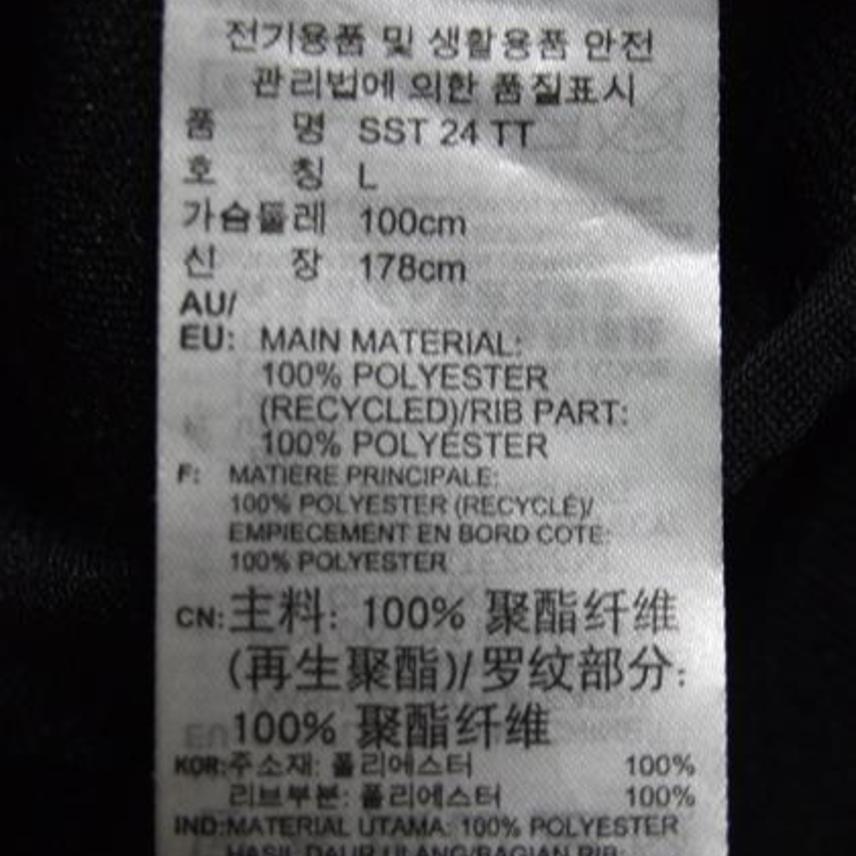 전기용품 및 생활용품 안전
관리법에 의한 품질표시
품 명 SST 24 TT
호 칭 L
가슴둘레 100cm
신 장 178cm
AU/
EU: MAIN MATERIAL:
100% POLYESTER
(RECYCLED)/RIB PART:
100% POLYESTER
F: MATIERE PRINCIPALE:
100% POLYESTER (RECYCLÉ)/
EMPIECEMENT EN BORD COTE:
100% POLYESTER
CN:主料: 100% 聚酯纤维
(再生聚酯)/罗纹部分:
100% 聚酯纤维
KOR:주소재: 폴리에스터 100%
리브부분: 폴리에스터 100%
IND:MATERIAL UTAMA: 100% POLYESTER
HASIL DAUR ULANG/BAGIAN RIB: